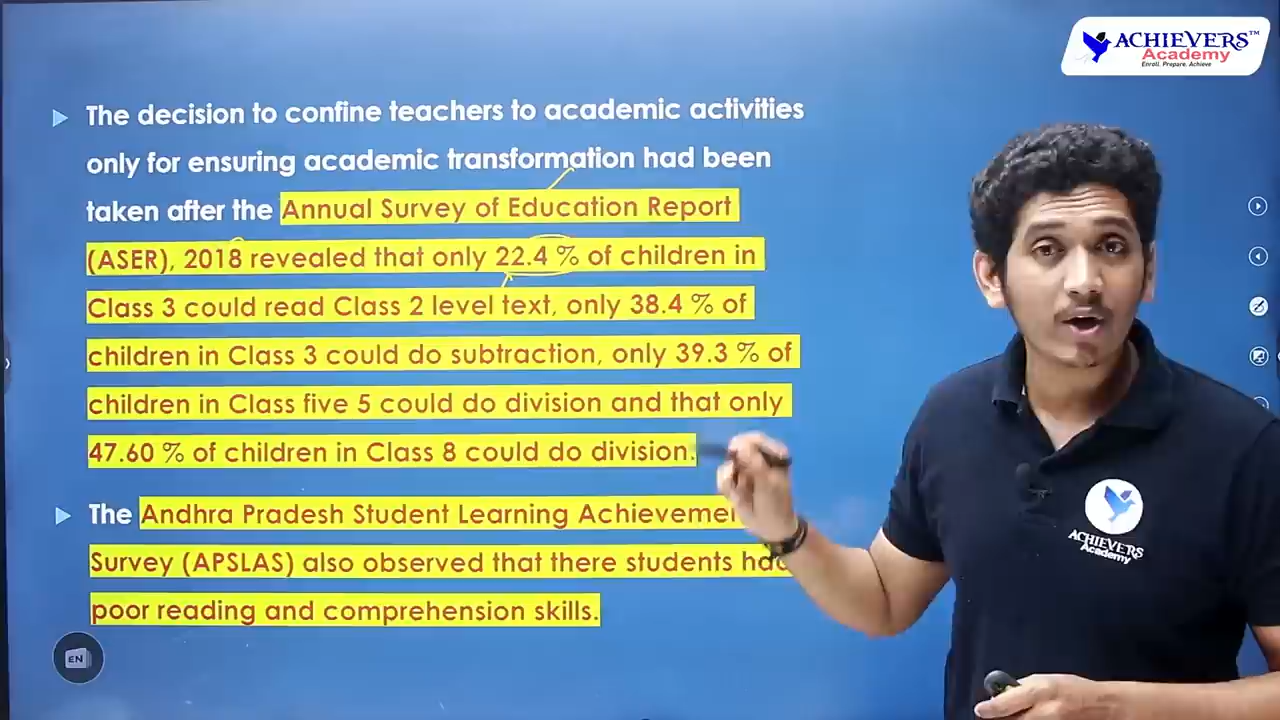 ACHIEVERS™
Academy
Enroll. Prepare. Achieve
The decision to confine teachers to academic activities
only for ensuring academic transformation had been
taken after the Annual Survey of Education Report
(ASER), 2018 revealed that only 22.4 % of children in
Class 3 could read Class 2 level text, only 38.4 % of
children in Class 3 could do subtraction, only 39.3 % of
children in Class five 5 could do division and that only
47.60 % of children in Class 8 could do division.
The Andhra Pradesh Student Learning
Survey (APSLAS) also observed that there students
poor reading and comprehension skills.
EN
ACHIEVERS
Academy